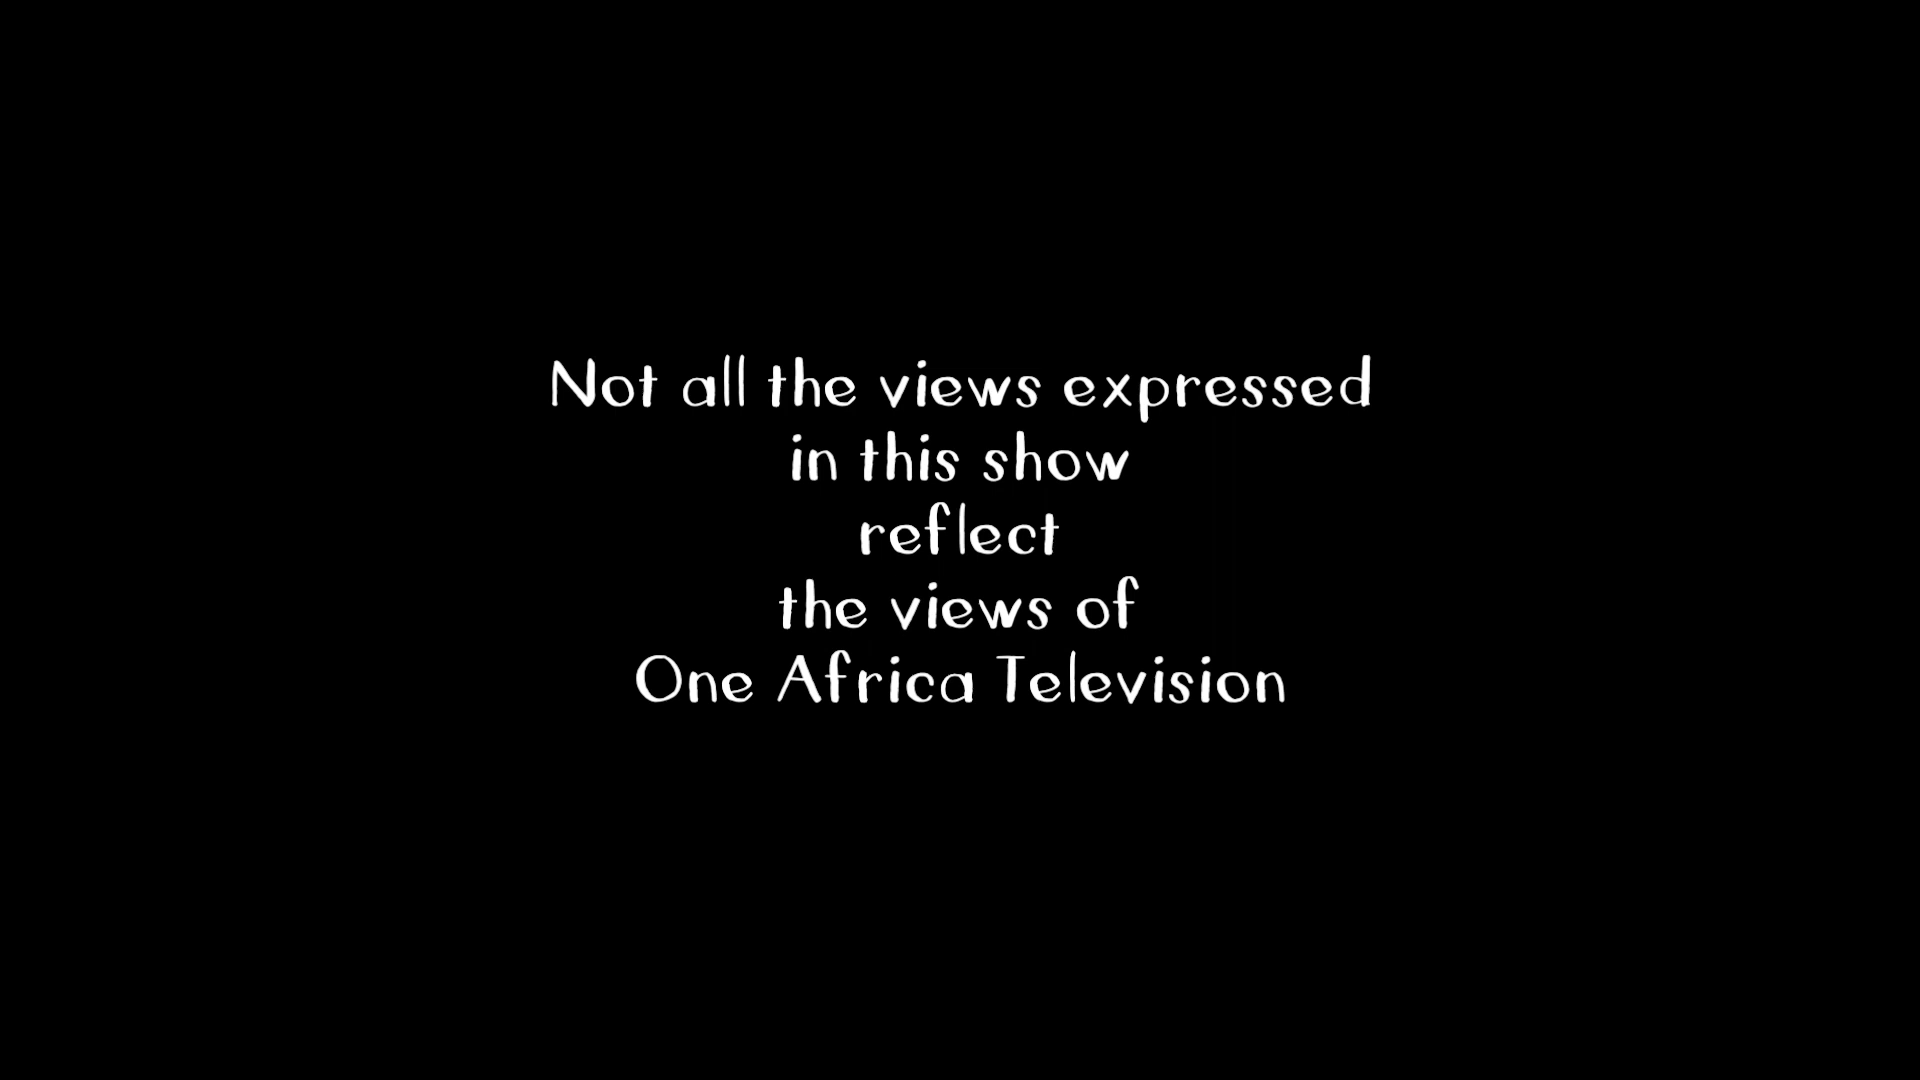 Not all the views expressed
in this show
reflect
the views of
One Africa Television